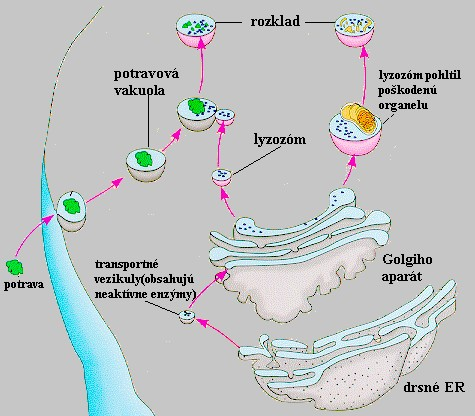 rozklad
potravová
vakuola
lyzozóm pohltil
poškodenú
organelu
lyzozóm
transportné
vezikuly(obsahujú
neaktívne enzýmy)
potrava
Golgiho
aparát
drsné ER